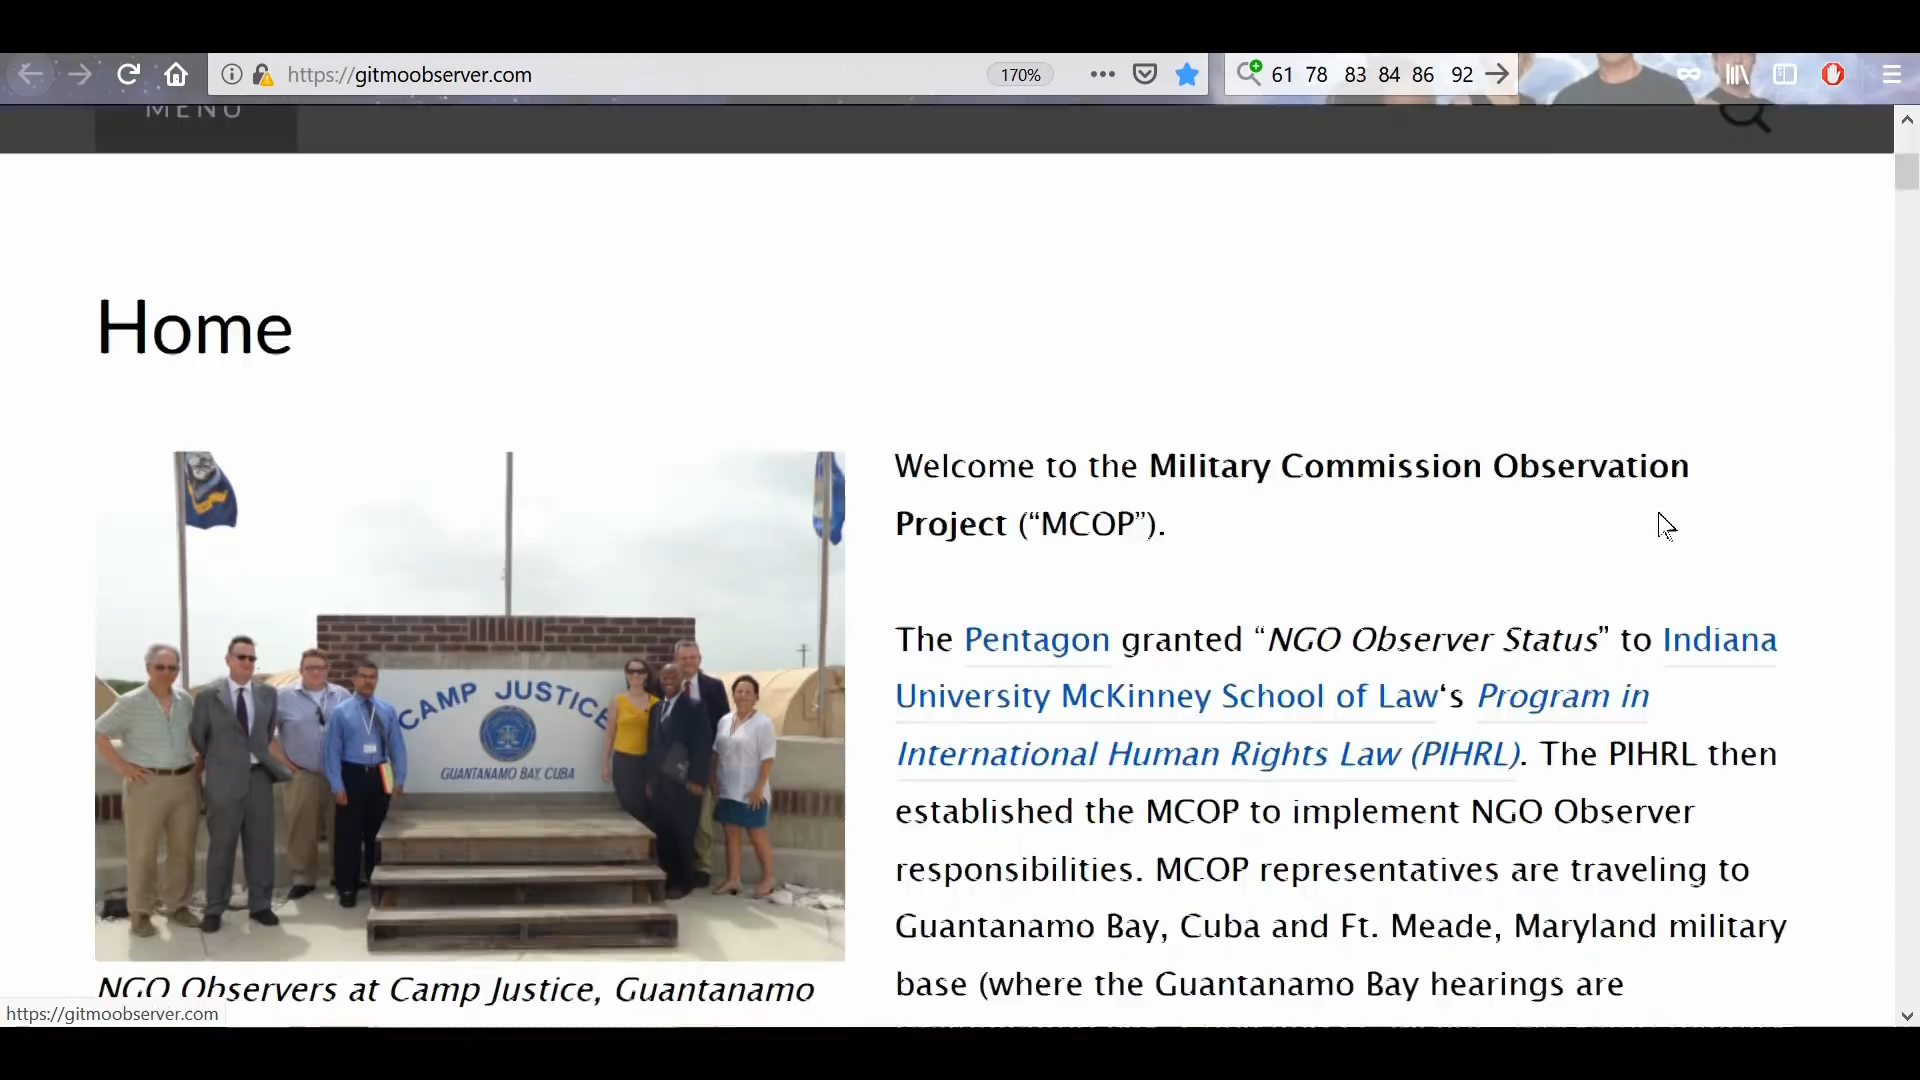 https://gitmoobserver.com
170%
61 78 83 84 86 92
MENU
Home
Welcome to the Military Commission Observation
Project (“MCOP”).
The Pentagon granted “NGO Observer Status” to Indiana
University McKinney School of Law‘s Program in
International Human Rights Law (PIHRL). The PIHRL then
established the MCOP to implement NGO Observer
responsibilities. MCOP representatives are traveling to
Guantanamo Bay, Cuba and Ft. Meade, Maryland military
base (where the Guantanamo Bay hearings are
CAMP JUSTICE
GUANTANAMO BAY, CUBA
NGO Observers at Camp Justice, Guantanamo
https://gitmoobserver.com